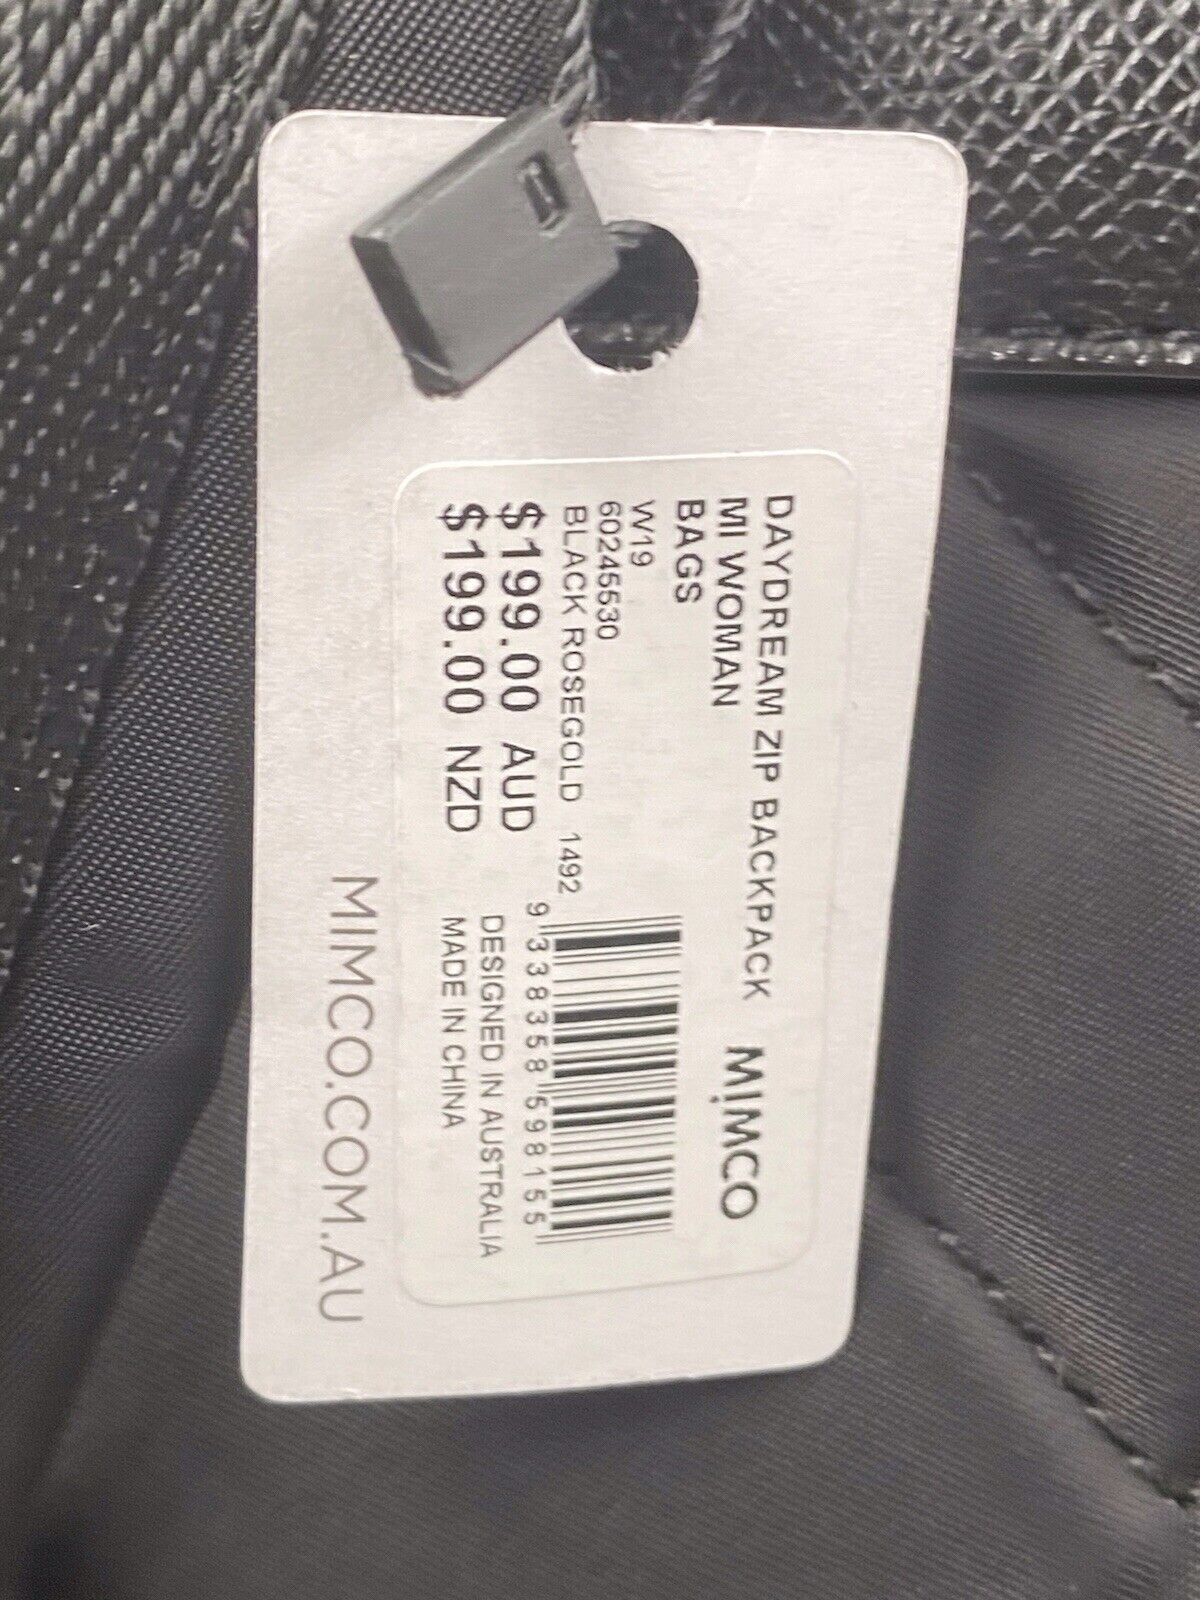 DAYDREAM ZIP BACKPACK MIMCO
MI WOMAN
BAGS
W19
60245530
BLACK ROSEGOLD 1492
$199.00 AUD
$199.00 NZD
9 338358 598155
DESIGNED IN AUSTRALIA
MADE IN CHINA
MIMCO.COM.AU